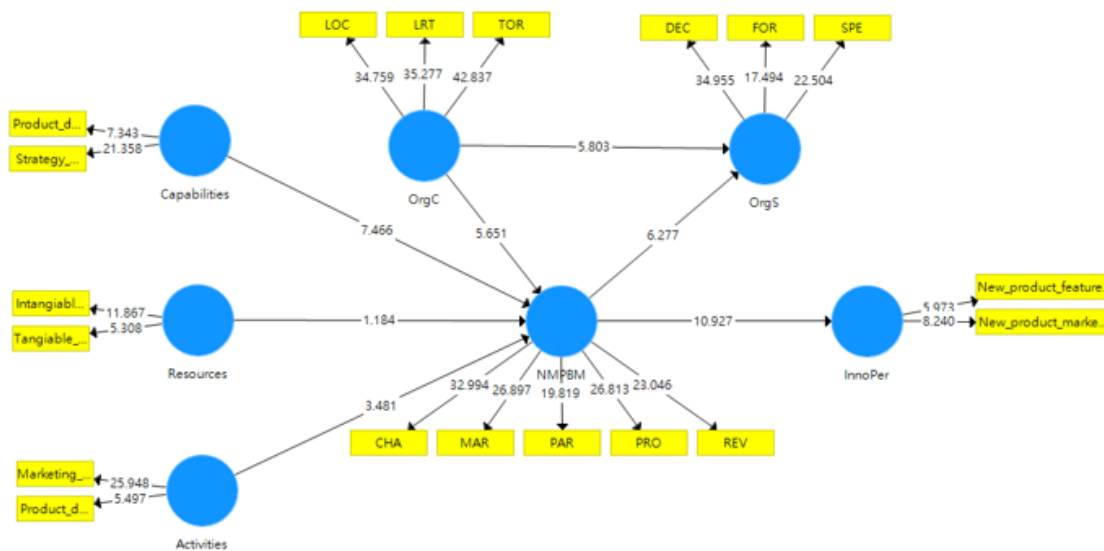 LOC LRT TOR DEC FOR SPE
34.759 35.277 42.837 34.955 17.494 22.504
Product_d...
7.343
Strategy_...
21.358
Capabilities
OrgC
5.803
OrgS
7.466
5.651
6.277
Intangiabl...
11.867
Tangiable_...
5.308
Resources
1.184
NMPBM
10.927
InnoPer
5.973
New_product_feature.
8.240
New_product_marke...
3.481
32.994 26.897 19.819 26.813 23.046
CHA MAR PAR PRO REV
Marketing_...
25.948
Product_d...
5.497
Activities